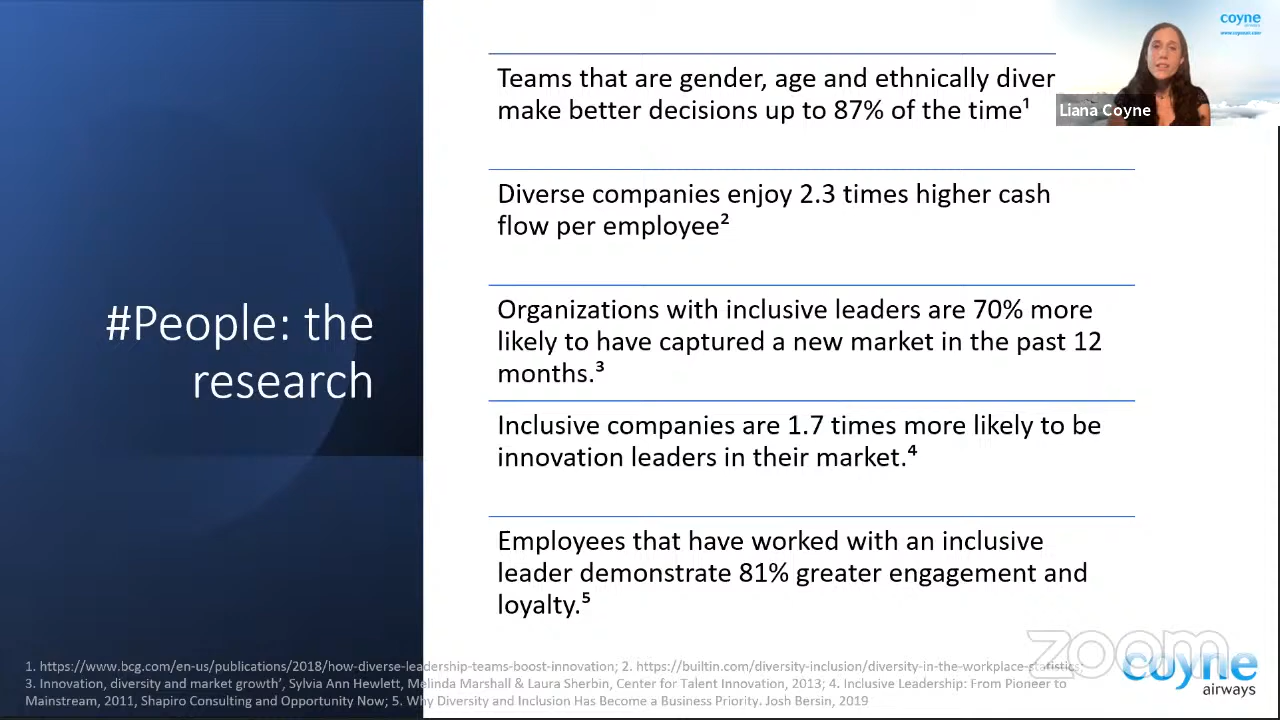 coyne
airways
www.coyneair.com
Teams that are gender, age and ethnically diver
make better decisions up to 87% of the time¹
Liana Coyne
Diverse companies enjoy 2.3 times higher cash
flow per employee²
#People: the
research
Organizations with inclusive leaders are 70% more
likely to have captured a new market in the past 12
months.³
Inclusive companies are 1.7 times more likely to be
innovation leaders in their market.⁴
Employees that have worked with an inclusive
leader demonstrate 81% greater engagement and
loyalty.⁵
zoom
coyne
airways
1. https://www.bcg.com/en-us/publications/2018/how-diverse-leadership-teams-boost-innovation; 2. https://builtin.com/diversity-inclusion/diversity-in-the-workplace-statistics;
3. Innovation, diversity and market growth’, Sylvia Ann Hewlett, Melinda Marshall & Laura Sherbin, Center for Talent Innovation, 2013; 4. Inclusive Leadership: From Pioneer to
Mainstream, 2011, Shapiro Consulting and Opportunity Now; 5. Why Diversity and Inclusion Has Become a Business Priority. Josh Bersin, 2019